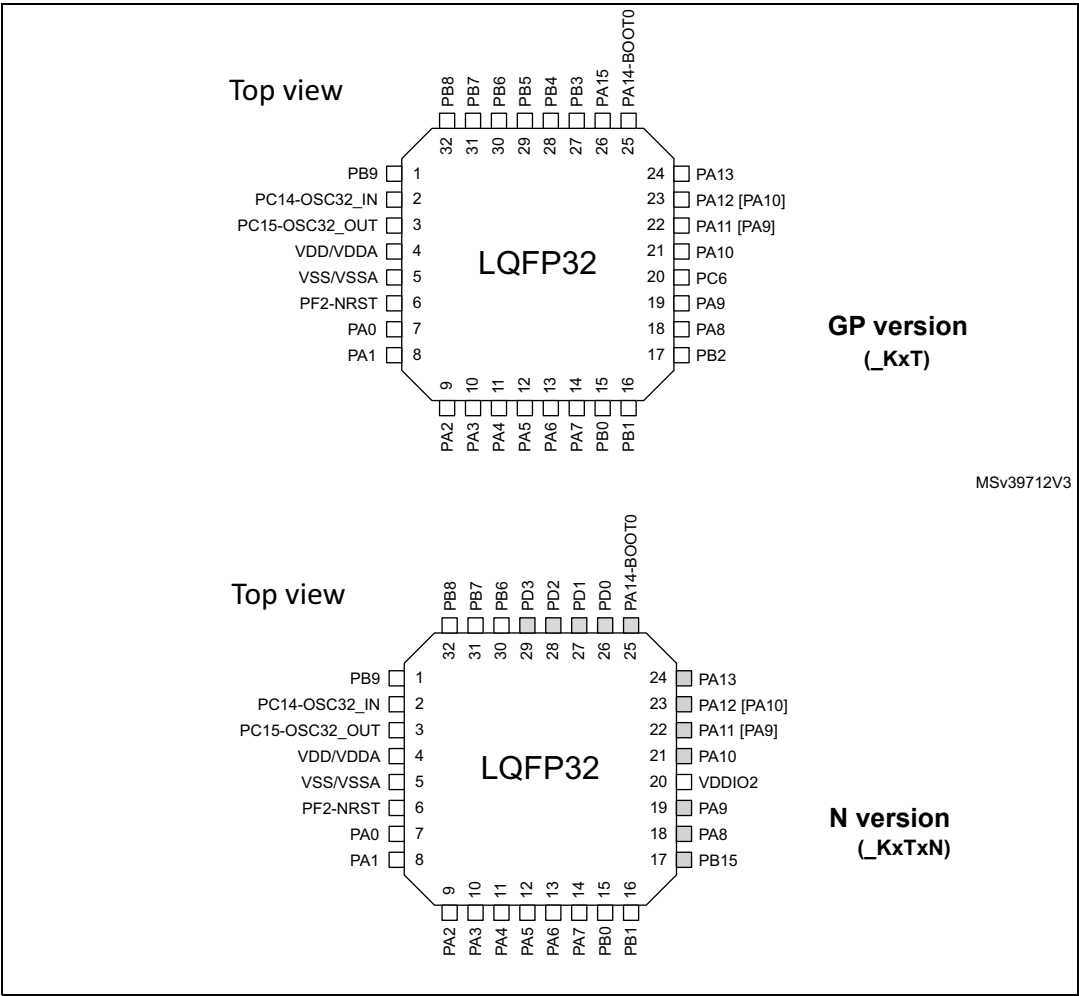 Top view
PB8 PB7 PB6 PB5 PB4 PB3 PA15 PA14-BOOT0
32 31 30 29 28 27 26 25
PB9 1 24 PA13
PC14-OSC32_IN 2 23 PA12 [PA10]
PC15-OSC32_OUT 3 22 PA11 [PA9]
VDD/VDDA 4 21 PA10
LQFP32
VSS/VSSA 5 20 PC6
PF2-NRST 6 19 PA9
PA0 7 18 PA8
PA1 8 17 PB2
GP version
(_KxT)
9 10 11 12 13 14 15 16
PA2 PA3 PA4 PA5 PA6 PA7 PB0 PB1
MSv39712V3
Top view
PB8 PB7 PB6 PD3 PD2 PD1 PD0 PA14-BOOT0
32 31 30 29 28 27 26 25
PB9 1 24 PA13
PC14-OSC32_IN 2 23 PA12 [PA10]
PC15-OSC32_OUT 3 22 PA11 [PA9]
VDD/VDDA 4 21 PA10
LQFP32
VSS/VSSA 5 20 VDDIO2
PF2-NRST 6 19 PA9
PA0 7 18 PA8
PA1 8 17 PB15
N version
(_KxTxN)
9 10 11 12 13 14 15 16
PA2 PA3 PA4 PA5 PA6 PA7 PB0 PB1